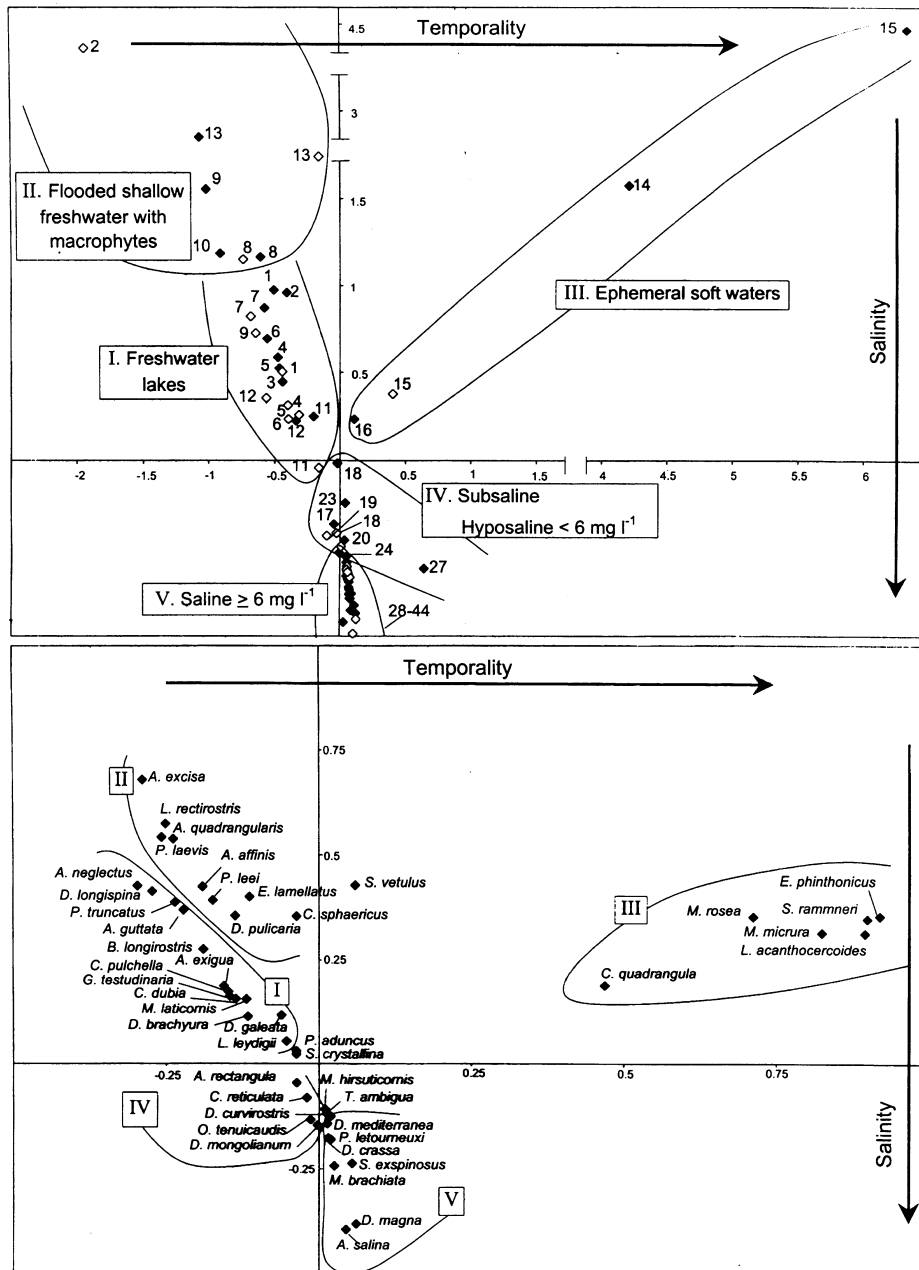 Temporality
4.5
2
15
3
13
13
1.5
14
9
II. Flooded shallow
freshwater with
macrophytes
10
8
8
1
2
1
7
7
III. Ephemeral soft waters
Salinity
9
6
4
I. Freshwater
lakes
5
1
0.5
3
15
12
4
5
11
6
12
16
11
-2
-1.5
-1
-0.5
0.5
1
1.5
4
4.5
5
5.5
6
18
IV. Subsaline
Hyposaline < 6 mg l-1
23
19
17
18
20
24
27
V. Saline ≥ 6 mg l-1
28-44
Temporality
0.75
II
A. excisa
L. rectirostris
A. quadrangularis
P. laevis
A. affinis
0.5
A. neglectus
P. leei
S. vetulus
E. phinthonicus
D. longispina
E. lamellatus
III
M. rosea
S. rammneri
P. truncatus
C. sphaericus
A. guttata
D. pulicaria
M. micrura
L. acanthocercoides
B. longirostris
0.25
A. exigua
C. pulchella
C. quadrangula
G. testudinaria
I
C. dubia
M. laticornis
D. brachyura
D. galeata
L. leydigii
P. aduncus
S. crystallina
-0.25
0.25
0.5
0.75
A. rectangula
M. hirsuticornis
IV
C. reticulata
T. ambigua
D. curvirostris
D. mediterranea
O. tenuicaudis
P. letourneuxi
D. mongolianum
D. crassa
-0.25
S. exspinosus
M. brachiata
V
D. magna
A. salina
Salinity